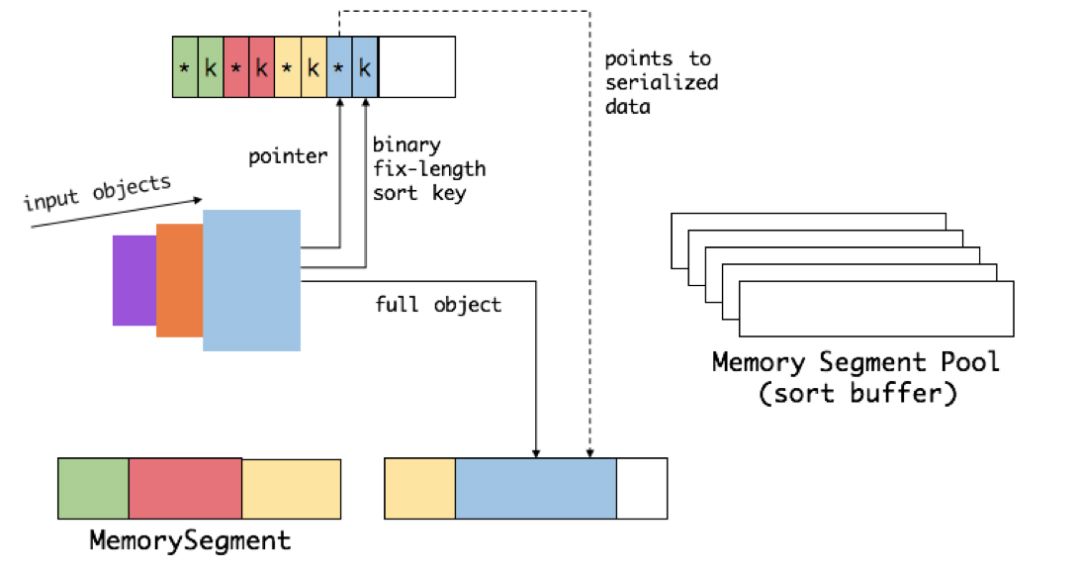 * k * k * k * k
points to
serialized
data
pointer
binary
fix-length
sort key
input objects
full object
Memory Segment Pool
(sort buffer)
MemorySegment